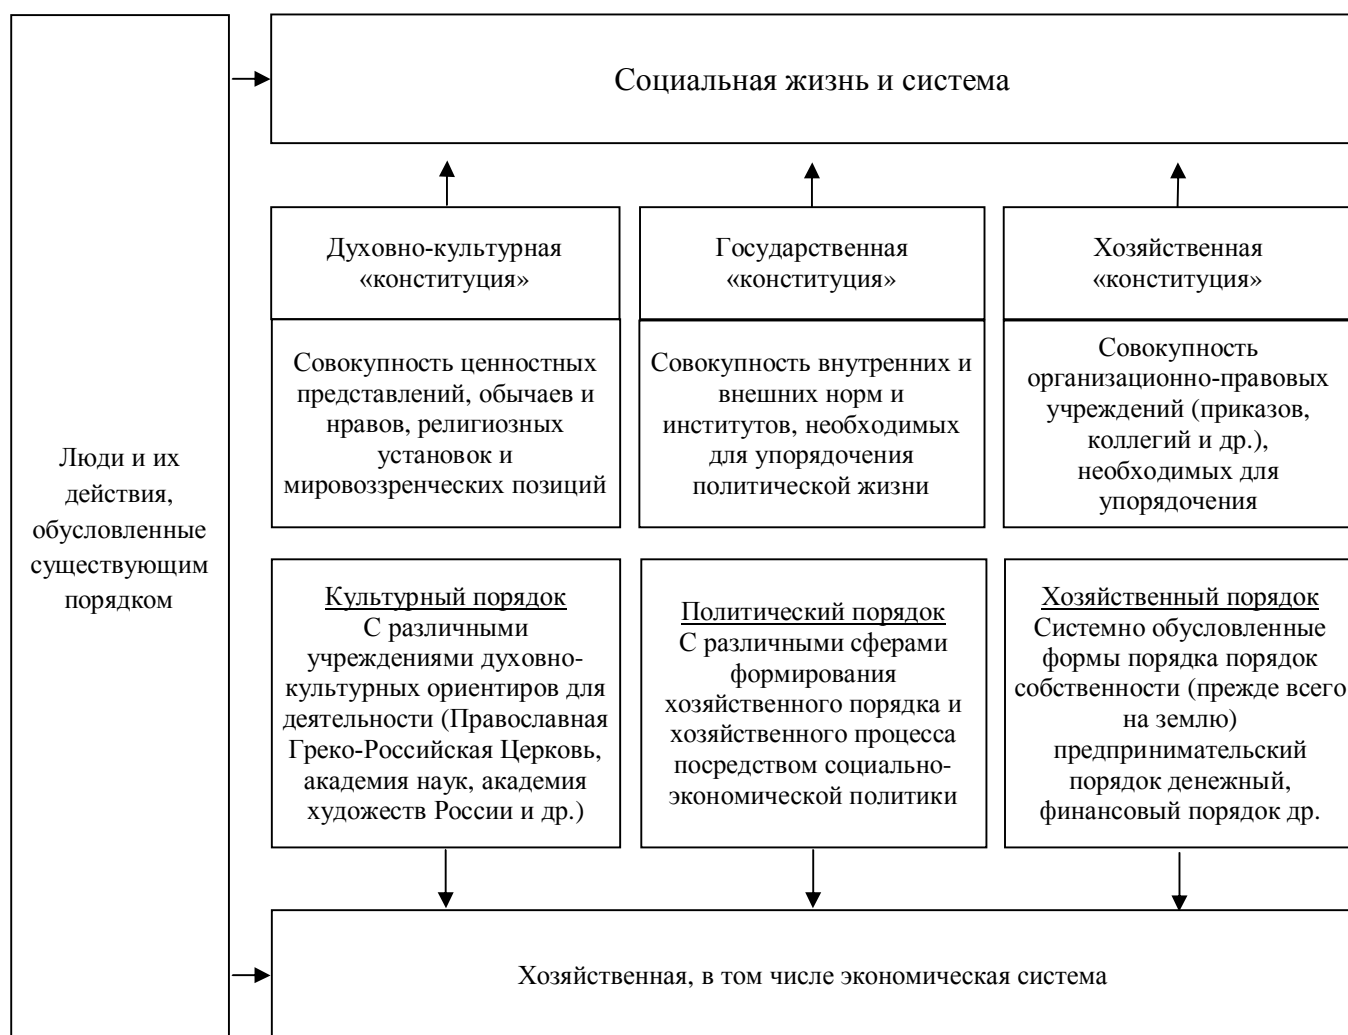 Социальная жизнь и система
Люди и их
действия,
обусловленные
существующим
порядком
Духовно-культурная
«конституция»
Совокупность ценностных
представлений, обычаев и
нравов, религиозных
установок и
мировоззренческих позиций
Государственная
«конституция»
Совокупность внутренних и
внешних норм и
институтов, необходимых
для упорядочения
политической жизни
Хозяйственная
«конституция»
Совокупность
организационно-правовых
учреждений (приказов,
коллегий и др.),
необходимых для
упорядочения
Культурный порядок
С различными
учреждениями духовно-
культурных ориентиров для
деятельности (Православная
Греко-Российская Церковь,
академия наук, академия
художеств России и др.)
Политический порядок
С различными сферами
формирования
хозяйственного порядка и
хозяйственного процесса
посредством социально-
экономической политики
Хозяйственный порядок
Системно обусловленные
формы порядка порядок
собственности (прежде всего
на землю)
предпринимательский
порядок денежный,
финансовый порядок др.
Хозяйственная, в том числе экономическая система